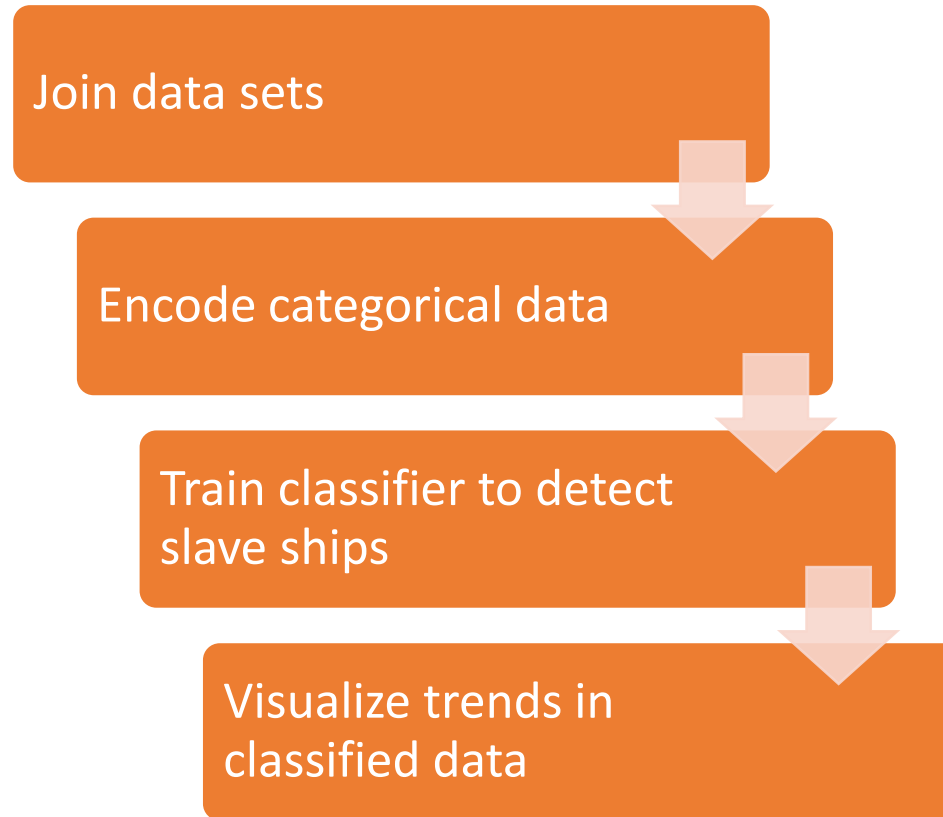 Join data sets
Encode categorical data
Train classifier to detect
slave ships
Visualize trends in
classified data